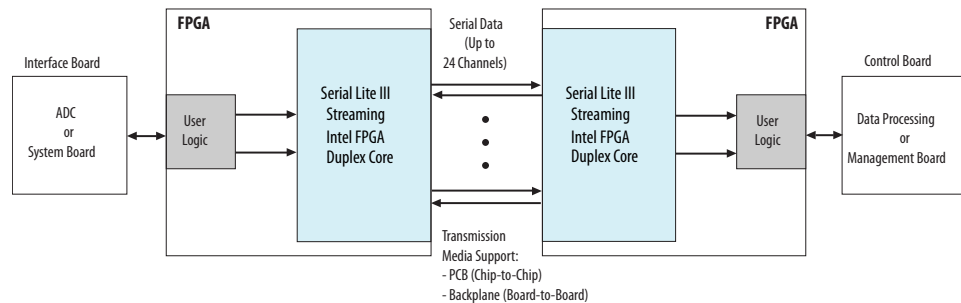 FPGA
Serial Data
(Up to
24 Channels)
FPGA
Interface Board
Control Board
ADC
or
System Board
User
Logic
Serial Lite III
Streaming
Intel FPGA
Duplex Core
Serial Lite III
Streaming
Intel FPGA
Duplex Core
User
Logic
Data Processing
or
Management Board
Transmission
Media Support:
- PCB (Chip-to-Chip)
- Backplane (Board-to-Board)